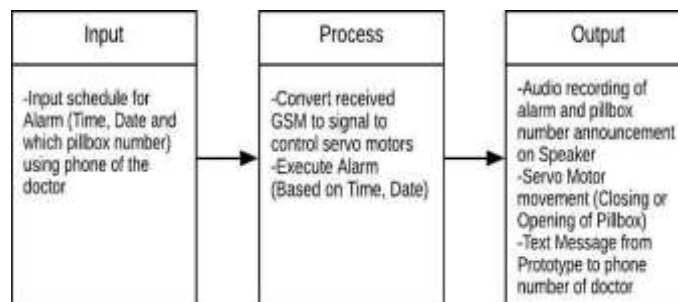 Input
-Input schedule for
Alarm (Time, Date and
which pillbox number)
using phone of the
doctor
Process
-Convert received
GSM to signal to
control servo motors
-Execute Alarm
(Based on Time, Date)
Output
-Audio recording of
alarm and pillbox
number announcement
on Speaker
-Servo Motor
movement (Closing or
Opening of Pillbox)
-Text Message from
Prototype to phone
number of doctor